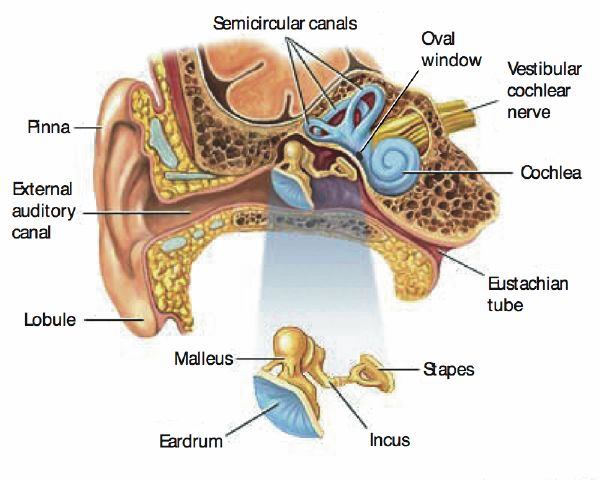 Semicircular canals
Oval
window
Vestibular
cochlear
nerve
Pinna
Cochlea
External
auditory
canal
Eustachian
tube
Lobule
Malleus
Stapes
Eardrum
Incus